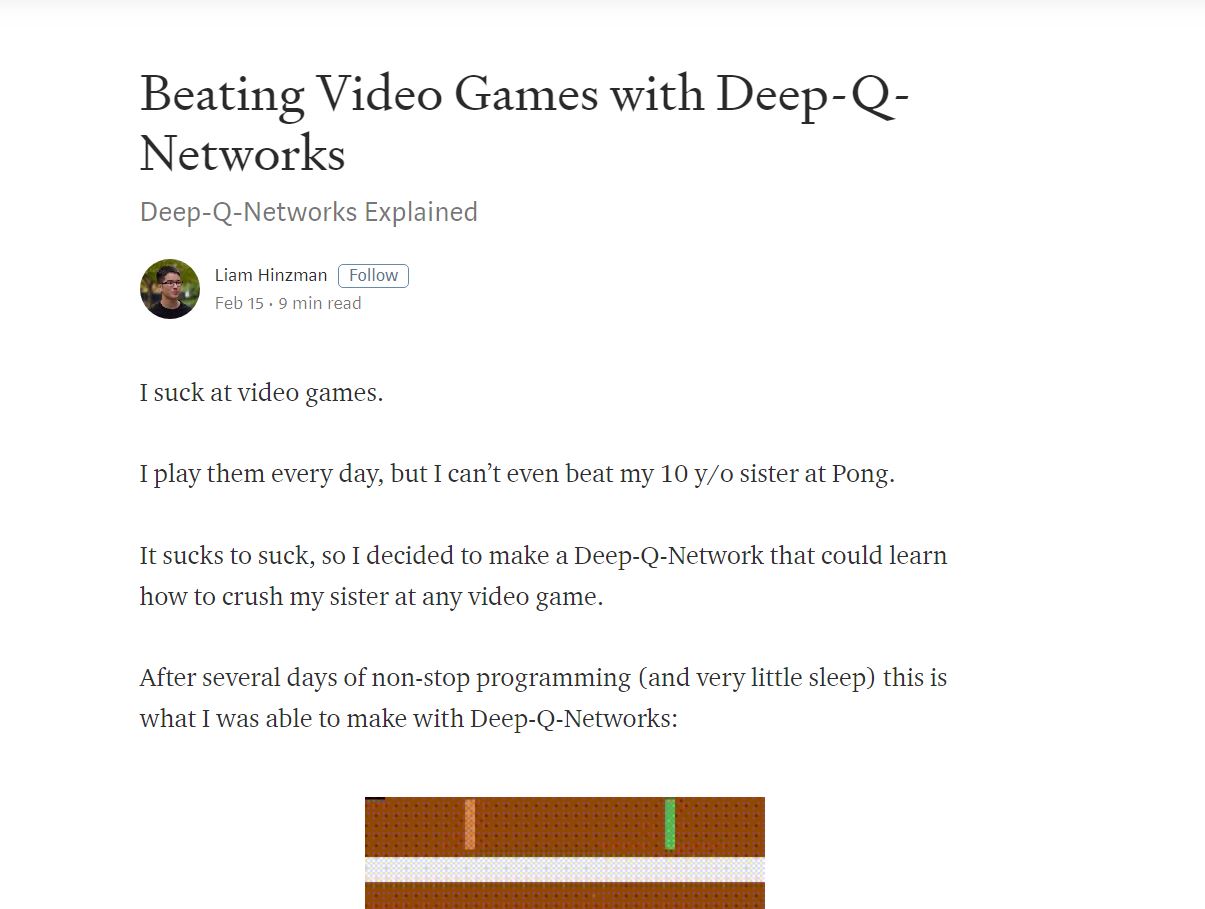 Beating Video Games with Deep-Q-
Networks
Deep-Q-Networks Explained
Liam Hinzman Follow
Feb 15 · 9 min read
I suck at video games.
I play them every day, but I can’t even beat my 10 y/o sister at Pong.
It sucks to suck, so I decided to make a Deep-Q-Network that could learn
how to crush my sister at any video game.
After several days of non-stop programming (and very little sleep) this is
what I was able to make with Deep-Q-Networks: